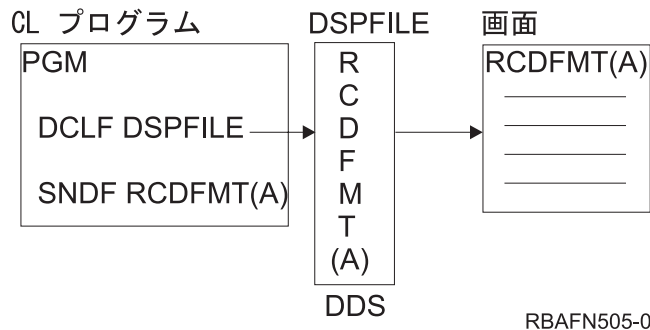 CL プログラム
PGM
DCLF DSPFILE
SNDF RCDFMT(A)
DSPFILE
R
C
D
F
M
T
(A)
DDS
画面
RCDFMT(A)
RBAFN505-0